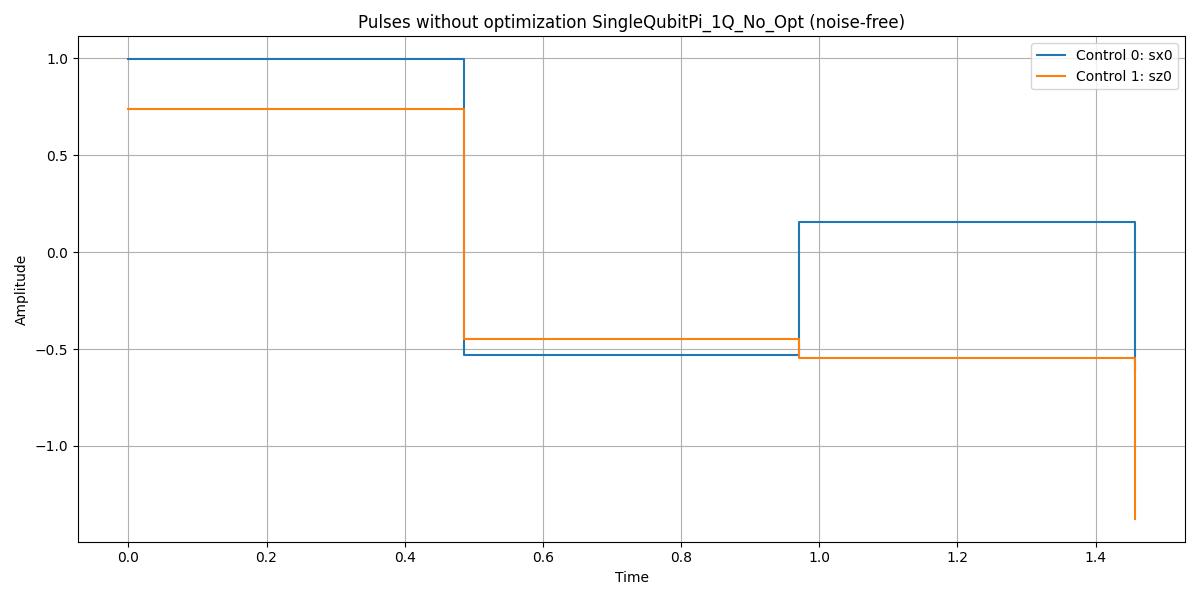 Pulses without optimization SingleQubitPi_1Q_No_Opt (noise-free)
Control 0: sx0
Control 1: sz0
Amplitude
1.0
0.5
0.0
−0.5
−1.0
0.0 0.2 0.4 0.6 0.8 1.0 1.2 1.4
Time